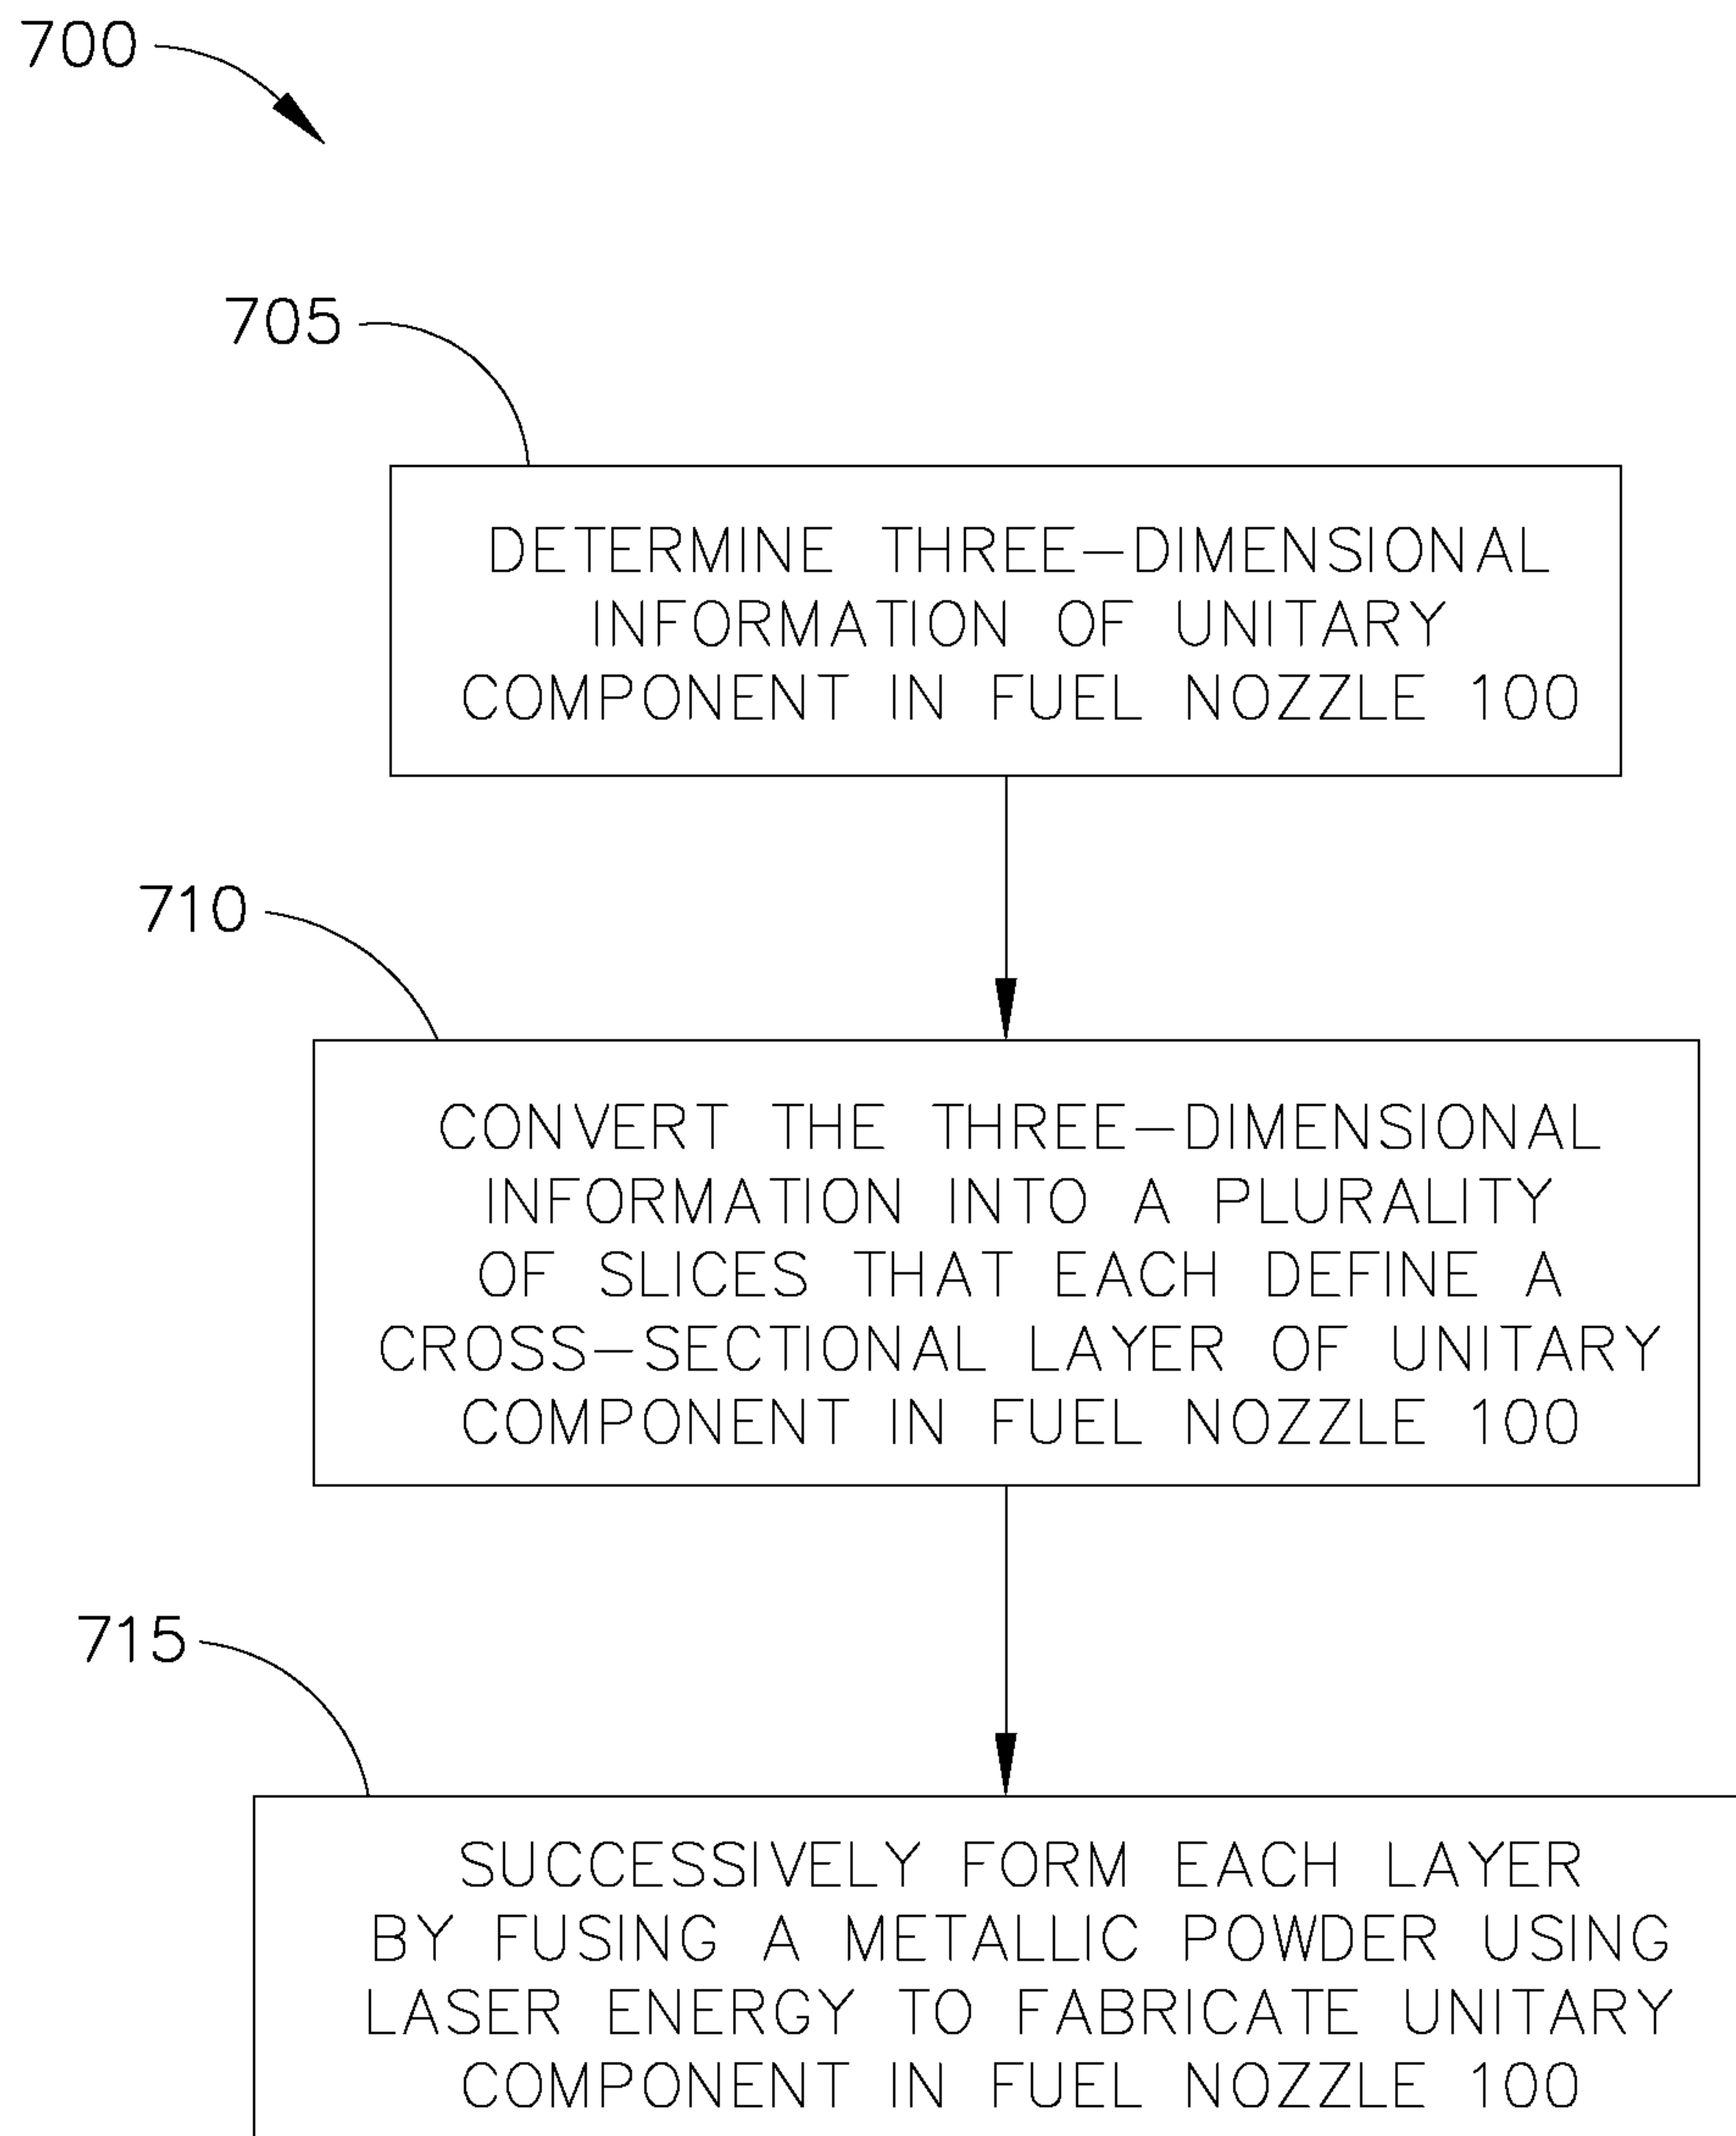 700
705
DETERMINE THREE-DIMENSIONAL
INFORMATION OF UNITARY
COMPONENT IN FUEL NOZZLE 100
710
CONVERT THE THREE-DIMENSIONAL
INFORMATION INTO A PLURALITY
OF SLICES THAT EACH DEFINE A
CROSS-SECTIONAL LAYER OF UNITARY
COMPONENT IN FUEL NOZZLE 100
715
SUCCESSIVELY FORM EACH LAYER
BY FUSING A METALLIC POWDER USING
LASER ENERGY TO FABRICATE UNITARY
COMPONENT IN FUEL NOZZLE 100